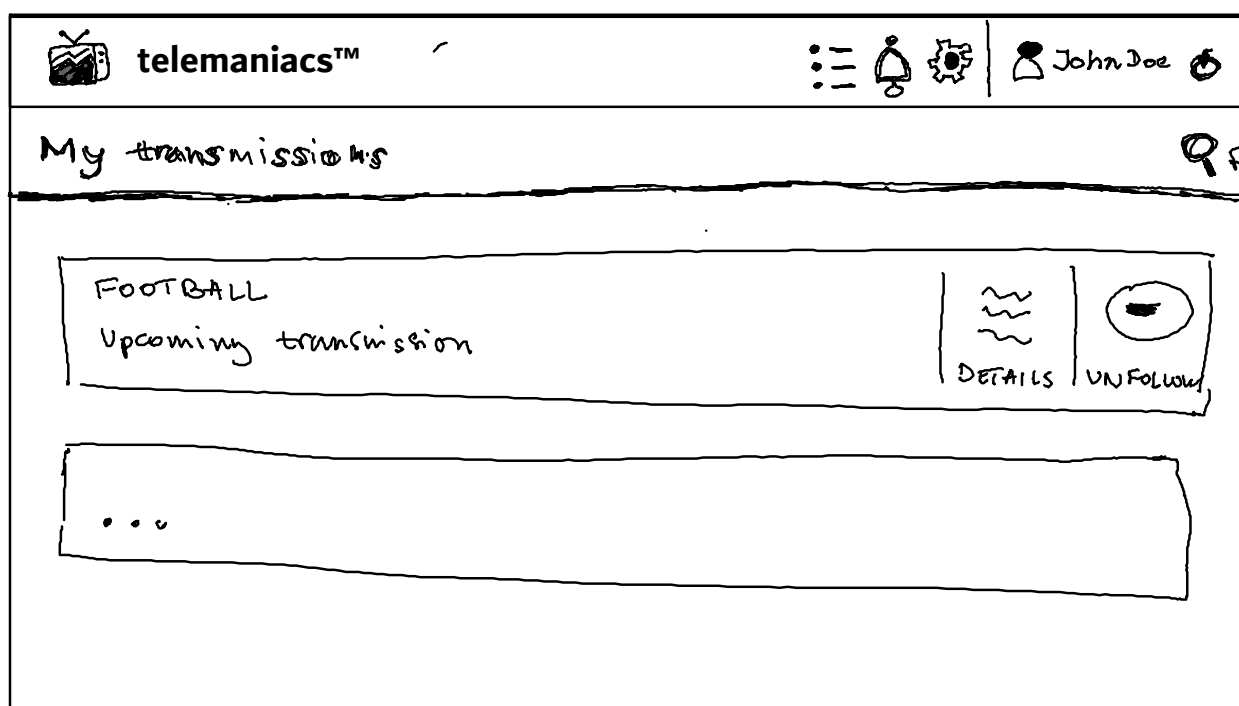 telemaniacs™
John Doe
My transmissions
FOOTBALL
Upcoming transmission
DETAILS
UNFOLLOW
...